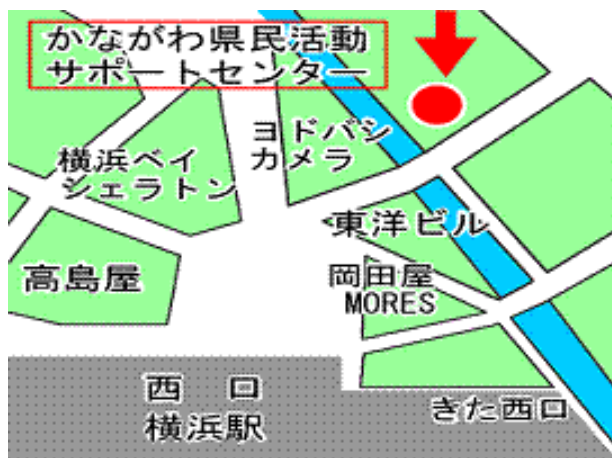 かながわ県民活動
サポートセンター
ヨドバシ
カメラ
横浜ベイ
シェラトン
東洋ビル
高島屋
岡田屋
MORES
西 口
横浜駅
きた西口